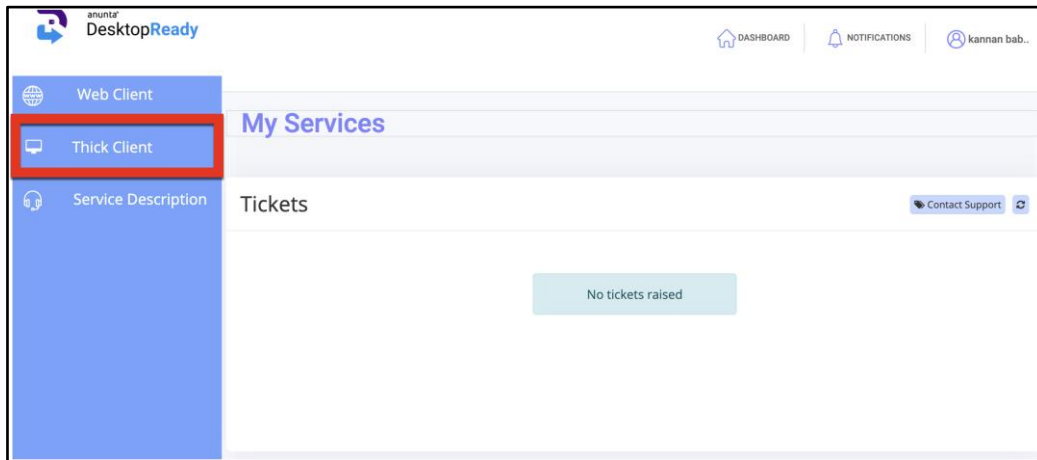 anunta®
DesktopReady
DASHBOARD
NOTIFICATIONS
kannan bab..
Web Client
My Services
Thick Client
Service Description
Tickets
Contact Support
No tickets raised